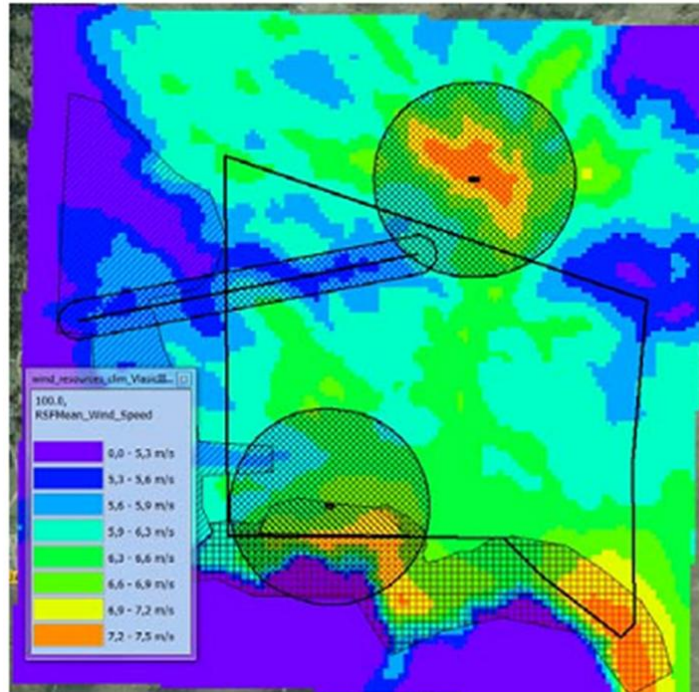 wind_resources_clim_VlasicIII...
100.0,
RSFMean_Wind_Speed
0,0 - 5,3 m/s
5,3 - 5,6 m/s
5,6 - 5,9 m/s
5,9 - 6,3 m/s
6,3 - 6,6 m/s
6,6 - 6,9 m/s
6,9 - 7,2 m/s
7,2 - 7,5 m/s